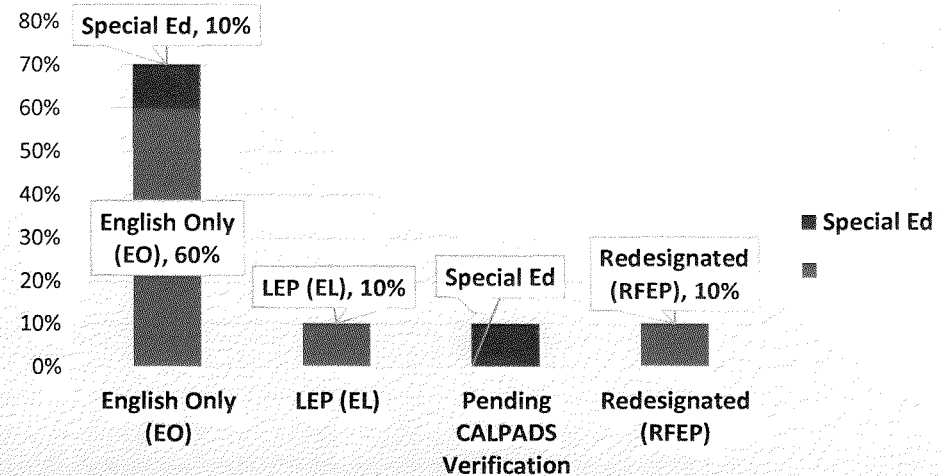 80%
Special Ed, 10%
70%
60%
50%
40%
English Only
(EO), 60%
30%
20%
LEP (EL), 10%
Special Ed
Redesignated
(RFEP), 10%
10%
0%
English Only
(EO)
LEP (EL)
Pending
CALPADS
Verification
Redesignated
(RFEP)
Special Ed